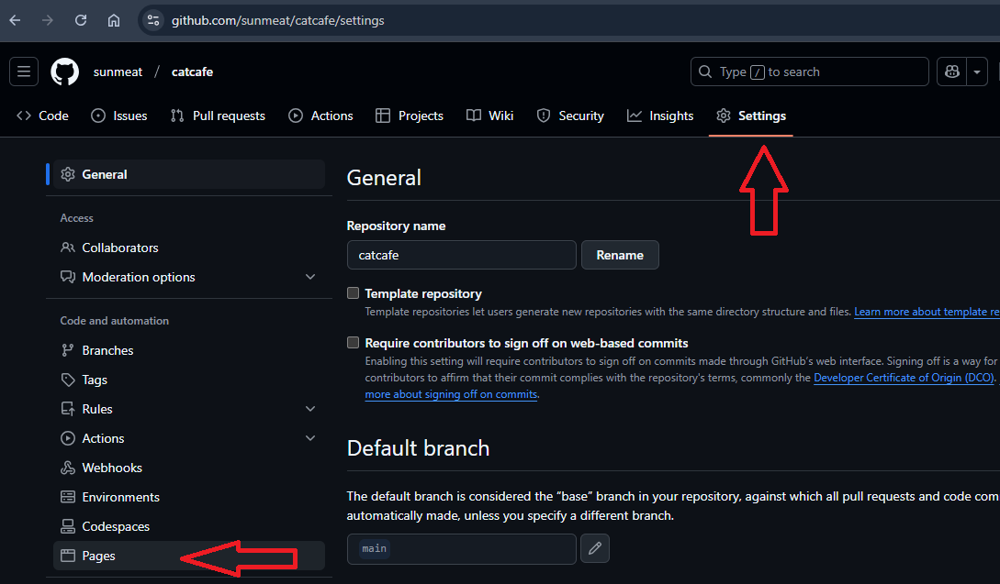 github.com/sunmeat/catcafe/settings
sunmeat / catcafe
Type / to search
Code Issues Pull requests Actions Projects Wiki Security Insights Settings
General
Access
Collaborators
Moderation options
Code and automation
Branches
Tags
Rules
Actions
Webhooks
Environments
Codespaces
Pages
General
Repository name
catcafe Rename
Template repository
Template repositories let users generate new repositories with the same directory structure and files. Learn more about template re
Require contributors to sign off on web-based commits
Enabling this setting will require contributors to sign off on commits made through GitHub's web interface. Signing off is a way for
contributors to affirm that their commit complies with the repository's terms, commonly the Developer Certificate of Origin (DCO).
more about signing off on commits.
Default branch
The default branch is considered the “base” branch in your repository, against which all pull requests and code com
automatically made, unless you specify a different branch.
main